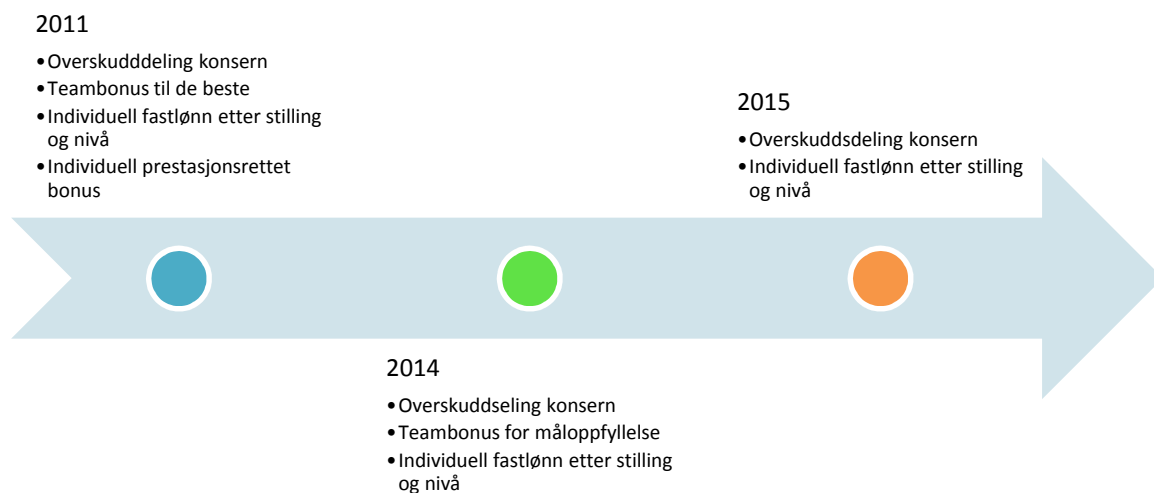 2011
•Overskudddeling konsern
•Teambonus til de beste
•Individuell fastlønn etter stilling
og nivå
•Individuell prestasjonsrettet
bonus
2014
•Overskuddseling konsern
•Teambonus for måloppfyllelse
•Individuell fastlønn etter stilling
og nivå
2015
•Overskuddsdeling konsern
•Individuell fastlønn etter stilling
og nivå